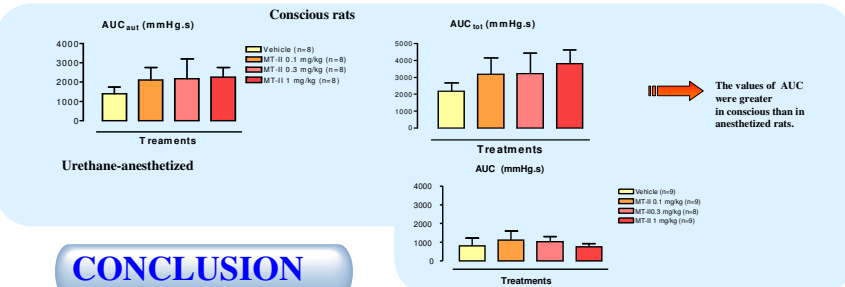 Conscious rats
AUCaut (mmHg.s)
4000
3000
2000
1000
0
Treaments
Vehicle (n=8)
MT-II 0.1 mg/kg (n=8)
MT-II 0.3 mg/kg (n=8)
MT-II 1 mg/kg (n=8)
AUCtot (mmHg.s)
5000
4000
3000
2000
1000
0
Treatments
The values of AUC
were greater
in conscious than in
anesthetized rats.
Urethane-anesthetized
AUC (mmHg.s)
4000
3000
2000
1000
0
Treatments
Vehicle (n=9)
MT-II 0.1 mg/kg (n=9)
MT-II0.3 mg/kg (n=8)
MT-II 1 mg/kg (n=9)
CONCLUSION